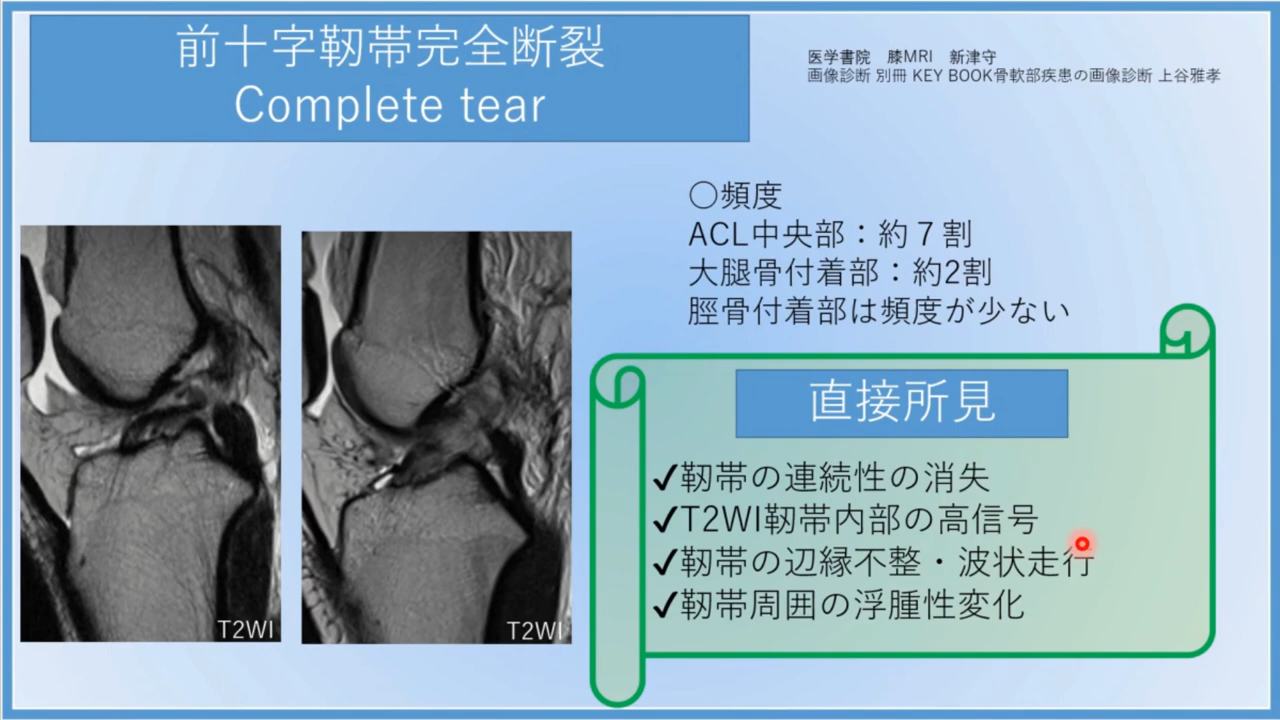 前十字靭帯完全断裂
Complete tear
医学書院　膝MRI　新津守
画像診断 別冊 KEY BOOK骨軟部疾患の画像診断 上谷雅孝
〇頻度
ACL中央部：約７割
大腿骨付着部：約2割
脛骨付着部は頻度が少ない
直接所見
✓靭帯の連続性の消失
✓T2WI靭帯内部の高信号
✓靭帯の辺縁不整・波状走行
✓靭帯周囲の浮腫性変化
T2WI
T2WI